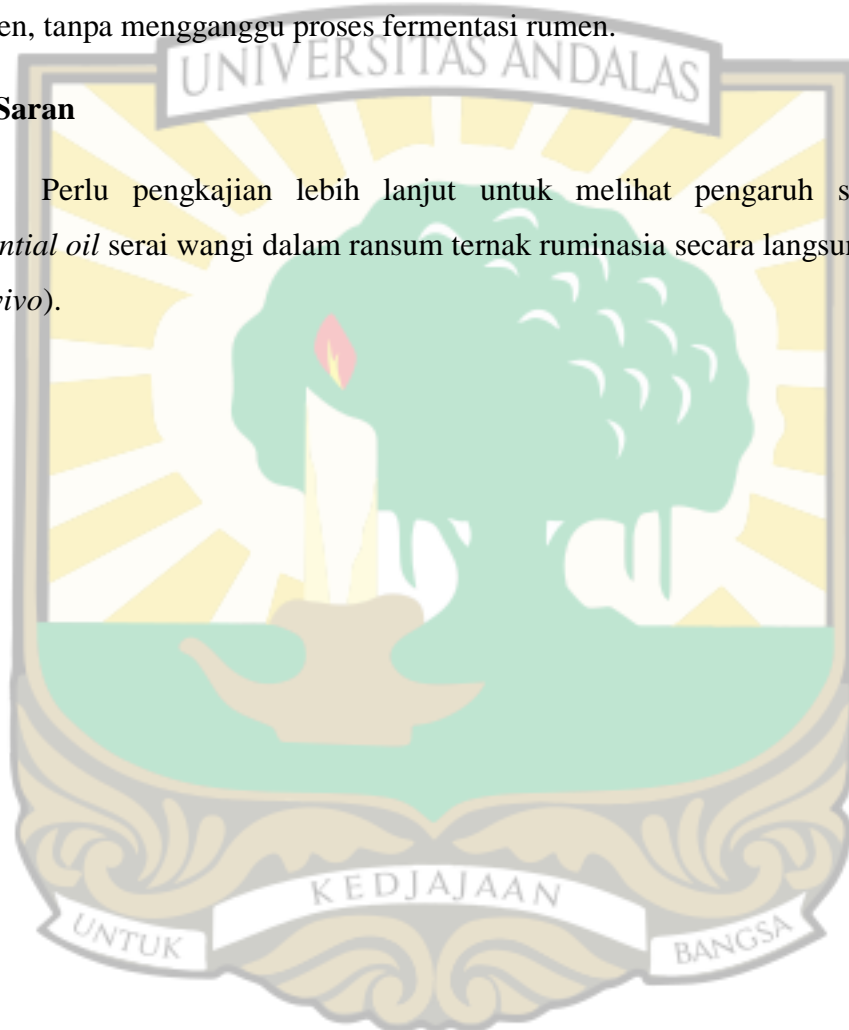 en, tanpa mengganggu proses fermentasi rumen.
UNIVERSITAS ANDALAS
Saran
Perlu pengkajian lebih lanjut untuk melihat pengaruh s
ntial oil serai wangi dalam ransum ternak ruminasia secara langsu
vivo).
KEDJAJAAN
UNTUK BANGSA